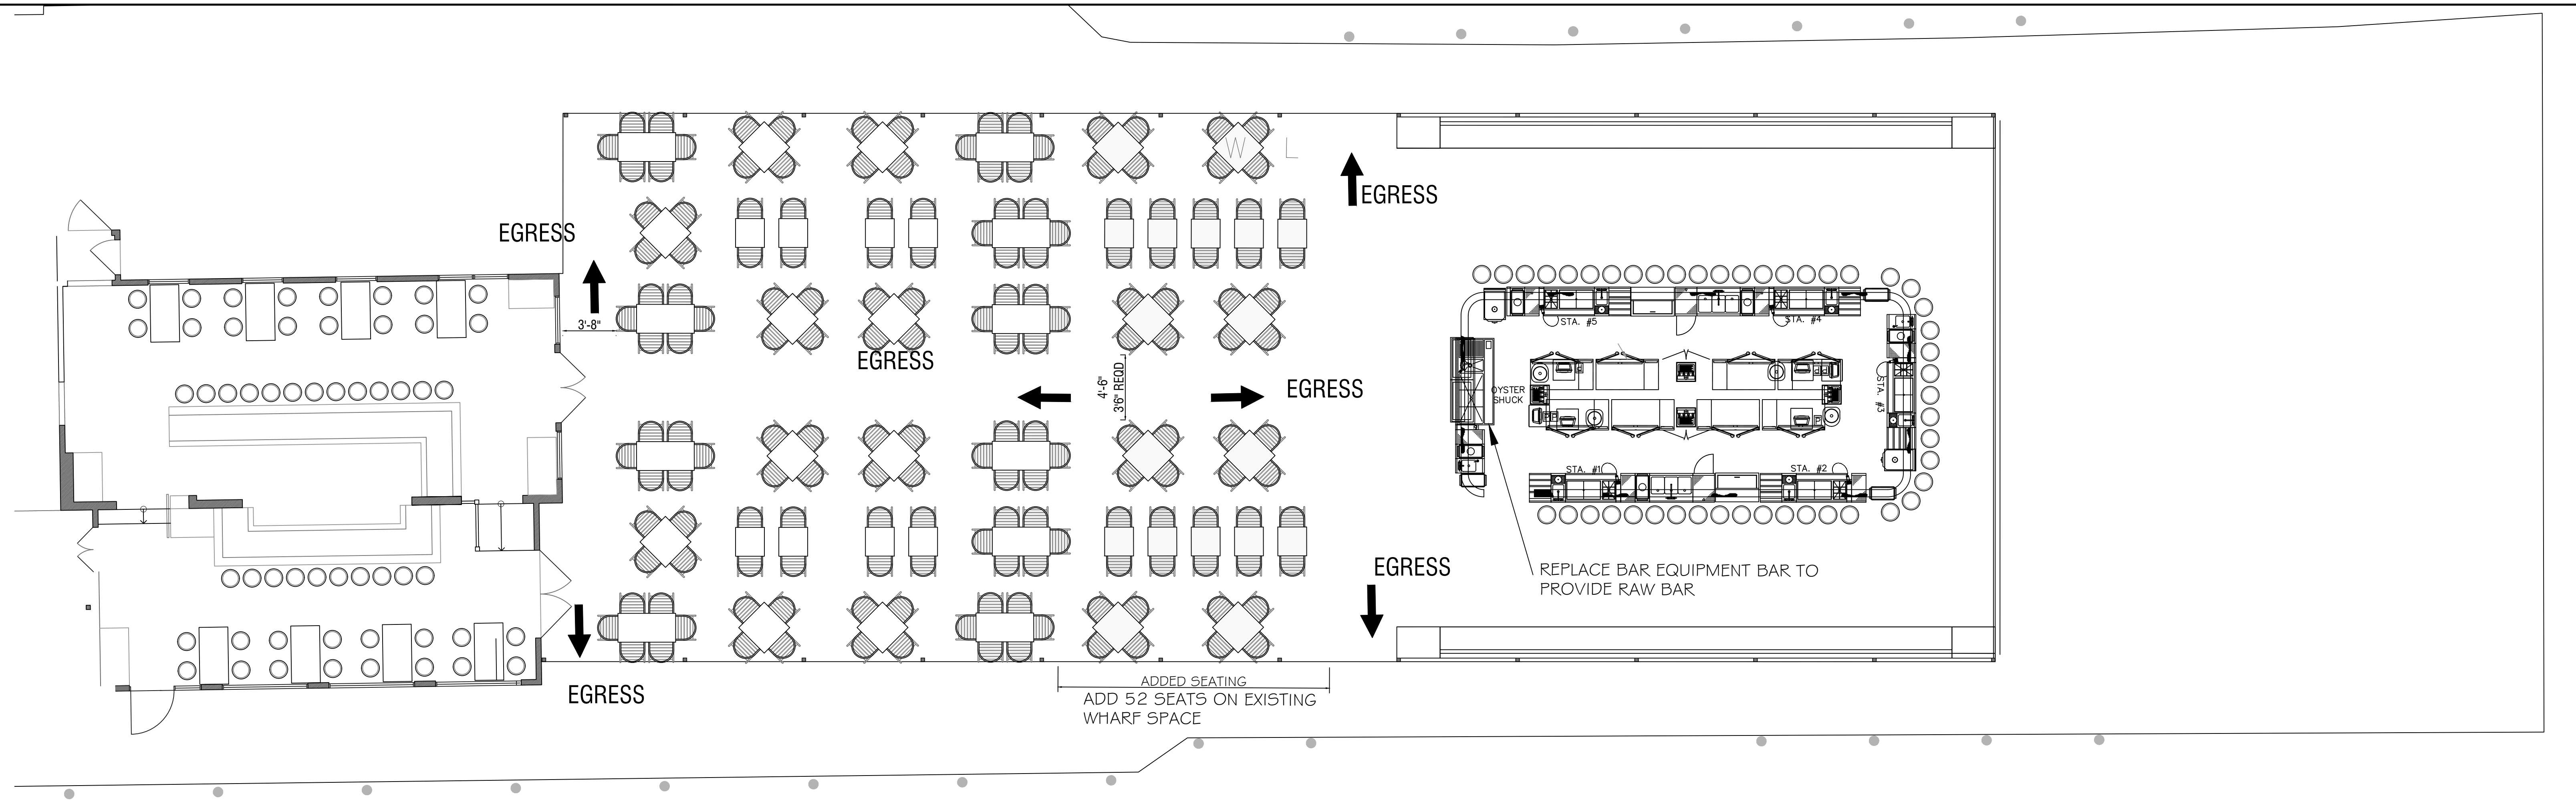 W L
EGRESS
EGRESS
3'-8"
STA. #5
STA. #4
EGRESS
4'-6"
3'6" REQD
EGRESS
OYSTER
SHUCK
STA. #3
STA. #1
STA. #2
EGRESS
REPLACE BAR EQUIPMENT BAR TO
PROVIDE RAW BAR
ADDED SEATING
EGRESS
ADD 52 SEATS ON EXISTING
WHARF SPACE